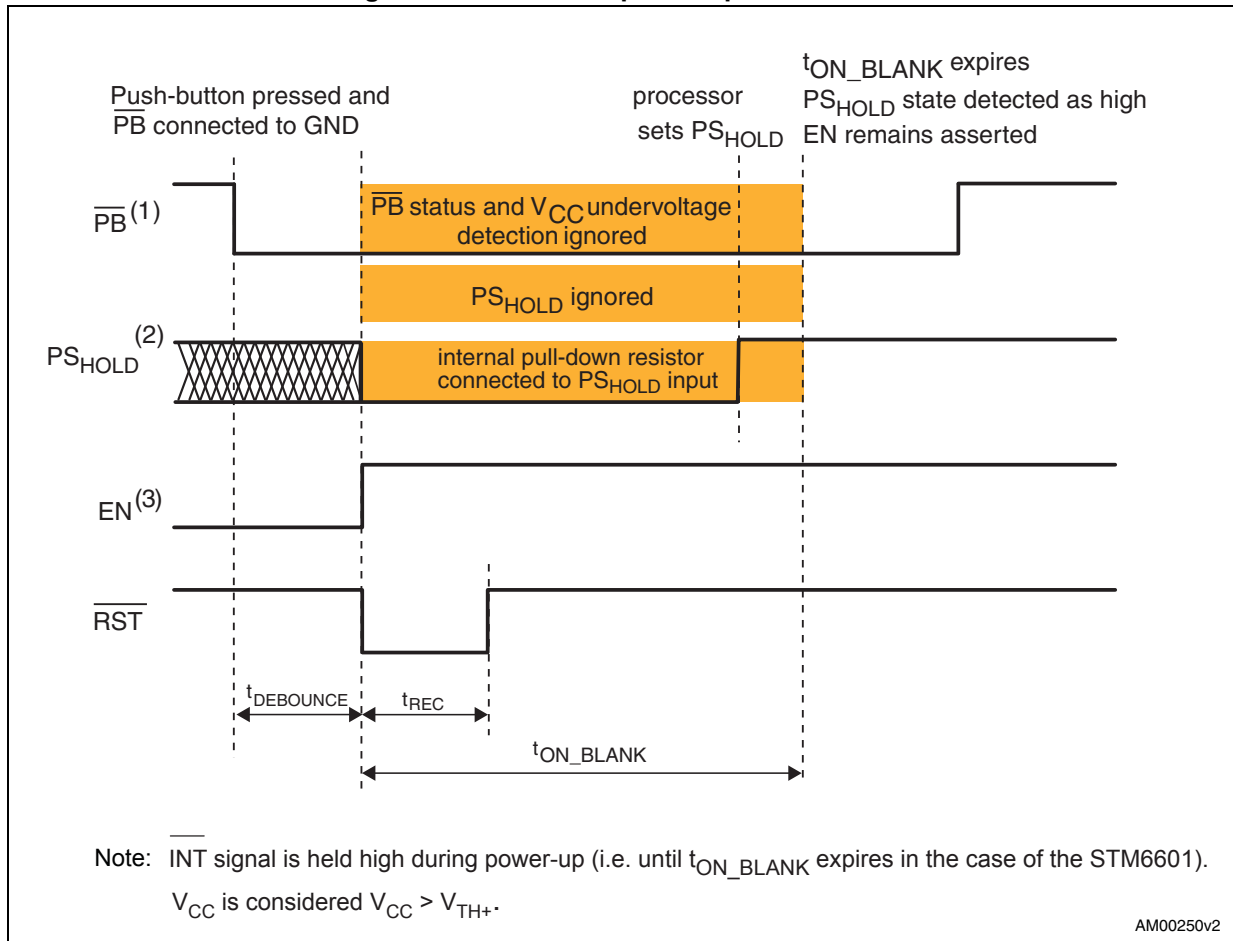 Push-button pressed and
PB connected to GND
processor
sets PSHOLD
tON_BLANK expires
PSHOLD state detected as high
EN remains asserted
PB(1)
PB status and VCC undervoltage
detection ignored
PSHOLD ignored
PSHOLD(2)
internal pull-down resistor
connected to PSHOLD input
EN(3)
RST
tDEBOUNCE
tREC
tON_BLANK
Note: INT signal is held high during power-up (i.e. until tON_BLANK expires in the case of the STM6601).
VCC is considered VCC > VTH+.
AM00250v2